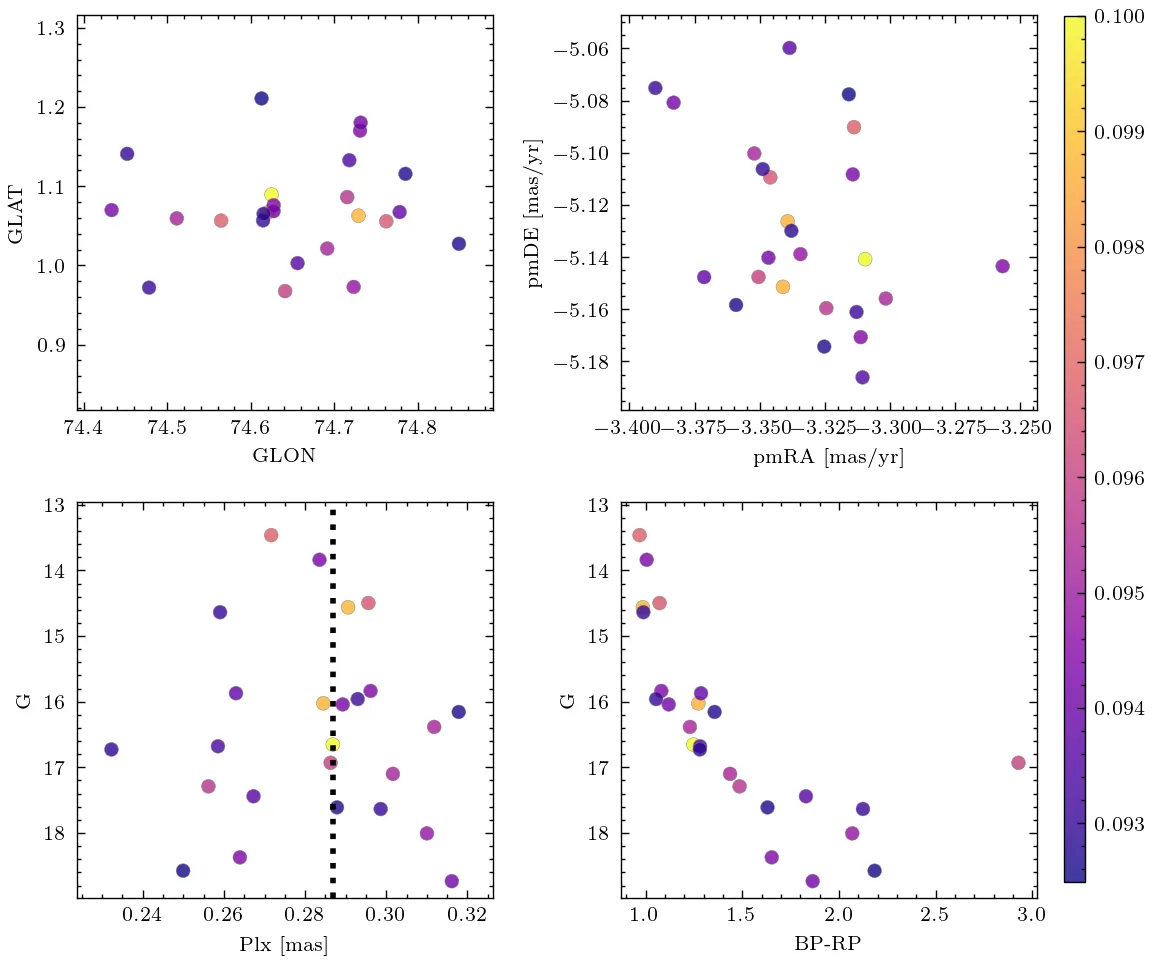 1.3
1.2
1.1
1.0
0.9
GLAT
74.4 74.5 74.6 74.7 74.8
GLON
−5.06
−5.08
−5.10
−5.12
−5.14
−5.16
−5.18
pmDE [mas/yr]
−3.400 −3.375 −3.350 −3.325 −3.300 −3.275 −3.250
pmRA [mas/yr]
0.100
0.099
0.098
0.097
0.096
0.095
0.094
0.093
13
14
15
16
17
18
G
0.24 0.26 0.28 0.30 0.32
Plx [mas]
13
14
15
16
17
18
G
1.0 1.5 2.0 2.5 3.0
BP-RP